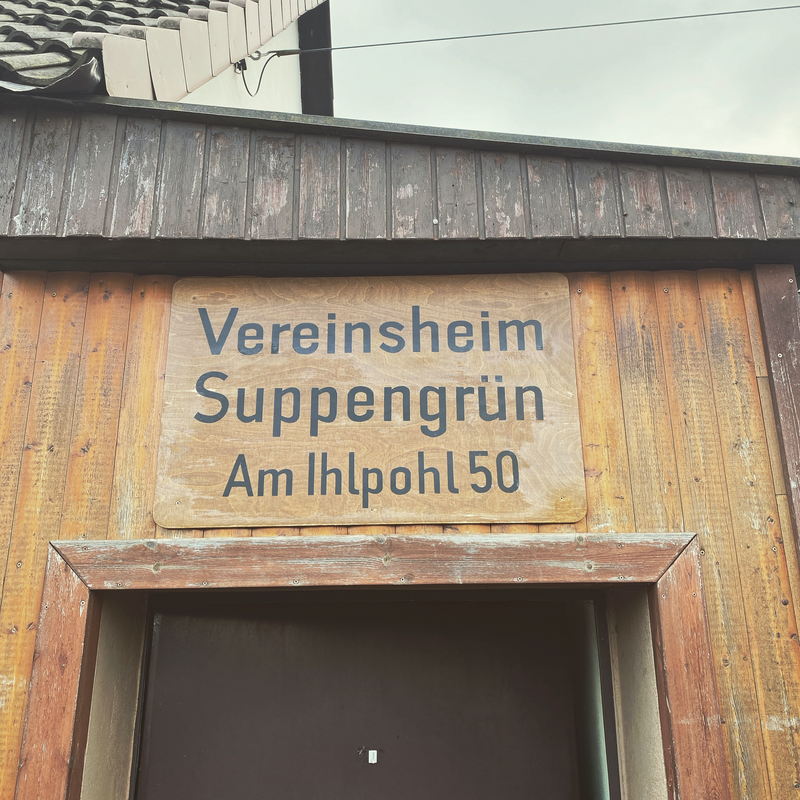 Vereinsheim
Suppengrün
Am Ihlpohl 50